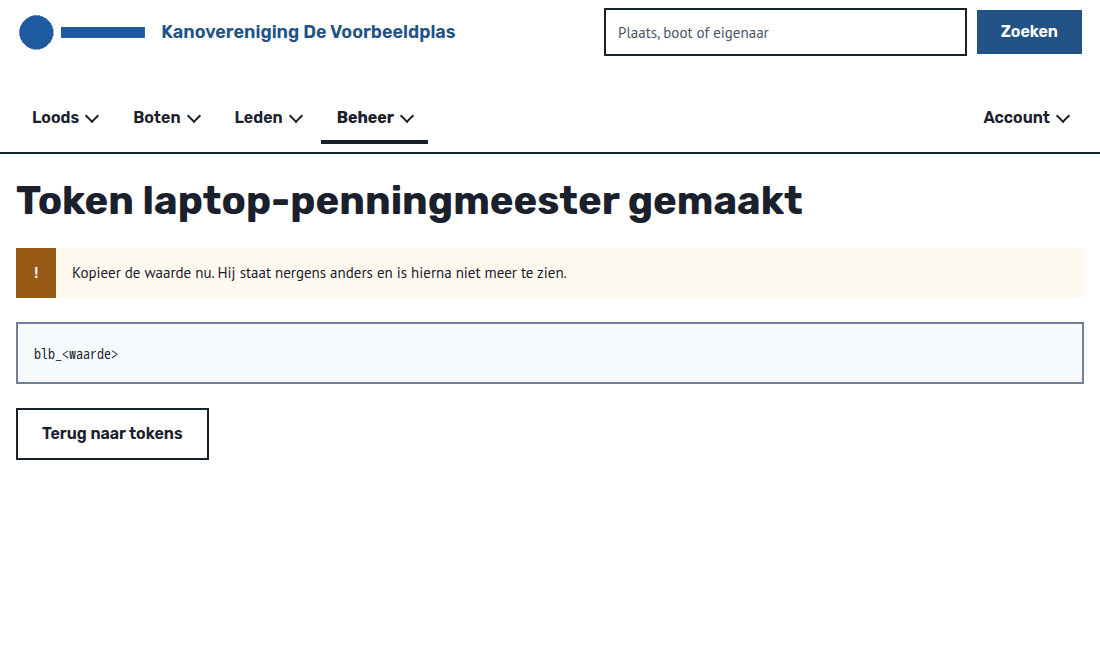 Kanovereniging De Voorbeeldplas
Plaats, boot of eigenaar
Zoeken
Loods
Boten
Leden
Beheer
Account
Token laptop-penningmeester gemaakt
!
Kopieer de waarde nu. Hij staat nergens anders en is hierna niet meer te zien.
blb_<waarde>
Terug naar tokens